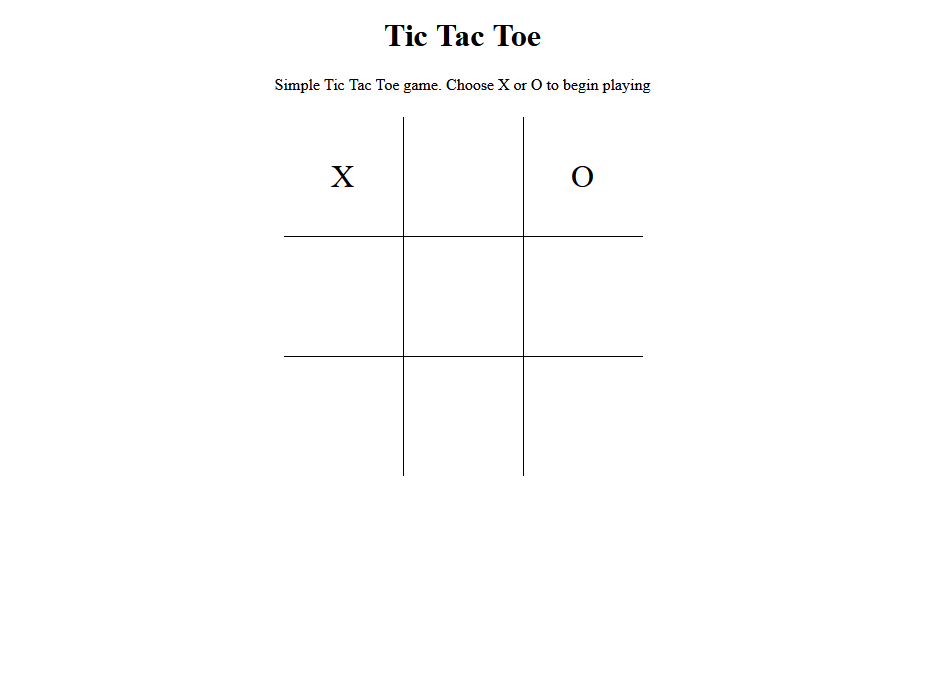 Tic Tac Toe
Simple Tic Tac Toe game. Choose X or O to begin playing
X O